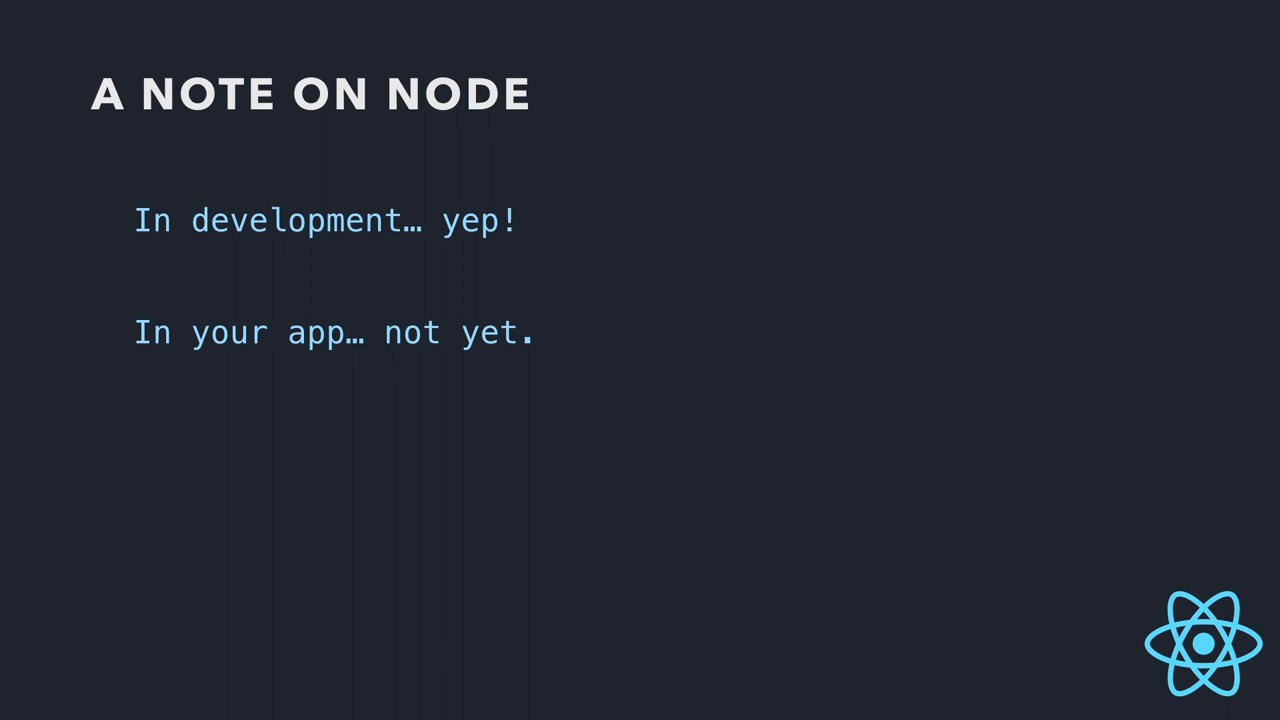 A NOTE ON NODE
In development… yep!
In your app… not yet.